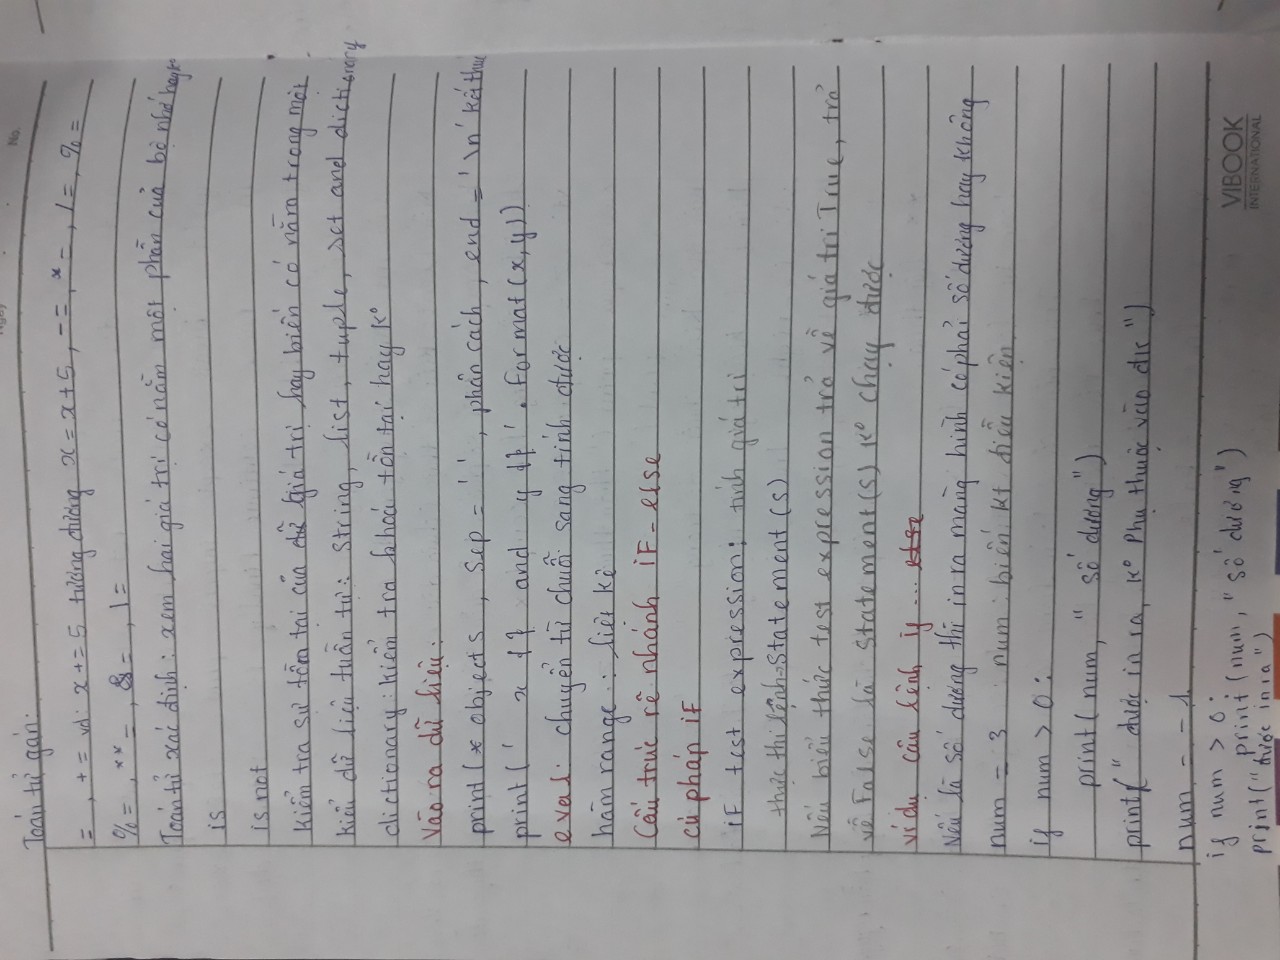 No.
Toán tử gán:
= , += vd: x+=5 tương đương x=x+5, -=, *=, /=, %=
%=, **=, &=, |=
Toán tử xác định: xem hai giá trị có nằm một phần của bộ nhớ hay ko
is
is not
Kiểm tra sự tồn tại của giá trị hay biến có nằm trong một
kiểu dữ liệu tuần tự: String, list, tuple, set and dictionary
dictionary: kiểm tra khóa tồn tại hay ko
Vào ra dữ liệu:
print(*objects, sep=' ', phân cách, end='\n' kết thúc
print(' x {} and y {}'. Format(x,y))
eval: chuyển từ chuỗi sang tính được
hàm range: liệt kê
Cấu trúc rẽ nhánh iF - else
cú pháp iF
iF test expression: tính giá trị
thực thi lệnh → Statement(s)
Nếu biểu thức test expression trả về giá trị True, trả
về False là Statement(s) ko chạy được
ví dụ câu lệnh if ...
Nếu là số dương thì in ra màng hình có phải số dương hay không
num = 3 num: biến kt điều kiện
if num > 0:
print(num, " số dương")
print(" được in ra, ko phụ thuộc vào đk")
num = -1
if num > 0:
print(num, "số dương")
print("được in ra")
VIBOOK
INTERNATIONAL